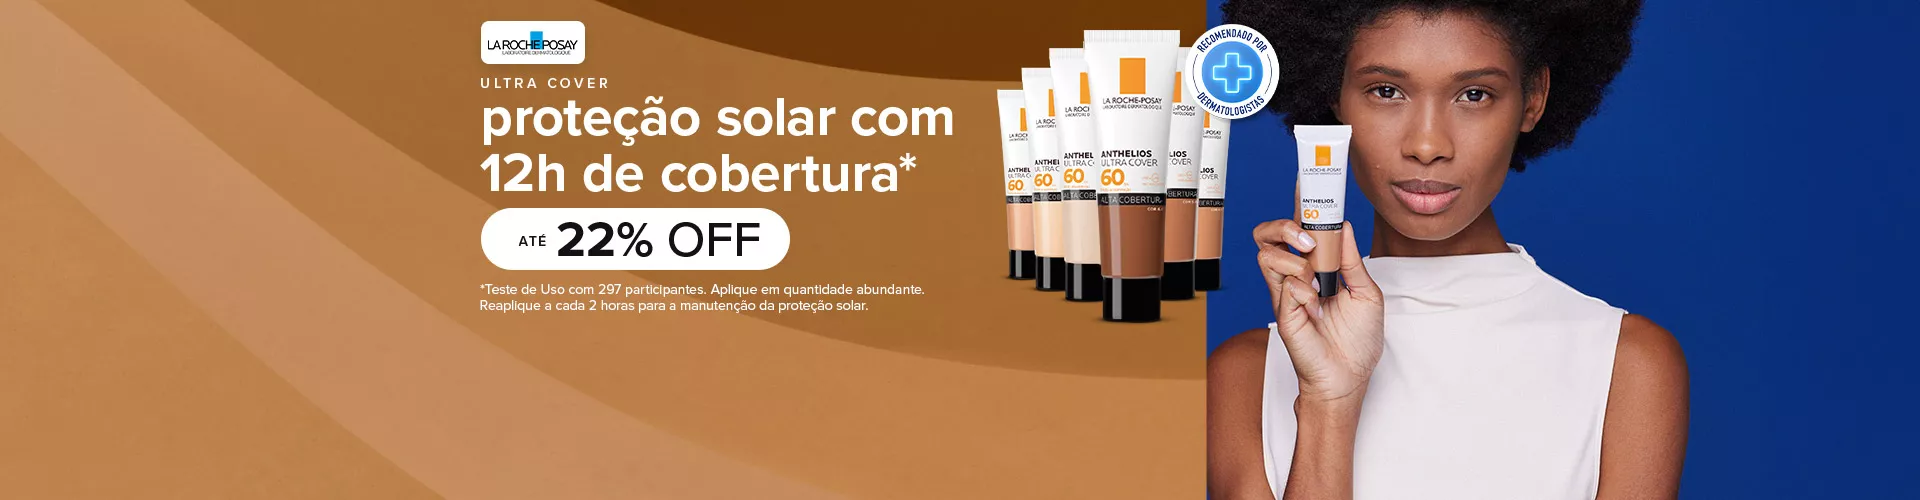 LA ROCHE POSAY
LABORATOIRE DERMATOLOGIQUE
ULTRA COVER
proteção solar com
12h de cobertura*
ATÉ 22% OFF
*Teste de Uso com 297 participantes. Aplique em quantidade abundante.
Reaplique a cada 2 horas para a manutenção da proteção solar.
RECOMENDADO POR
DERMATOLOGISTAS
LA ROCHE-POSAY
LABORATOIRE DERMATOLOGIQUE
ANTHELIOS
ULTRA COVER
60
ALTA COBERTURA
LA ROCHE-POSAY
ANTHELIOS
ULTRA COVER
60
ALTA COBERTURA